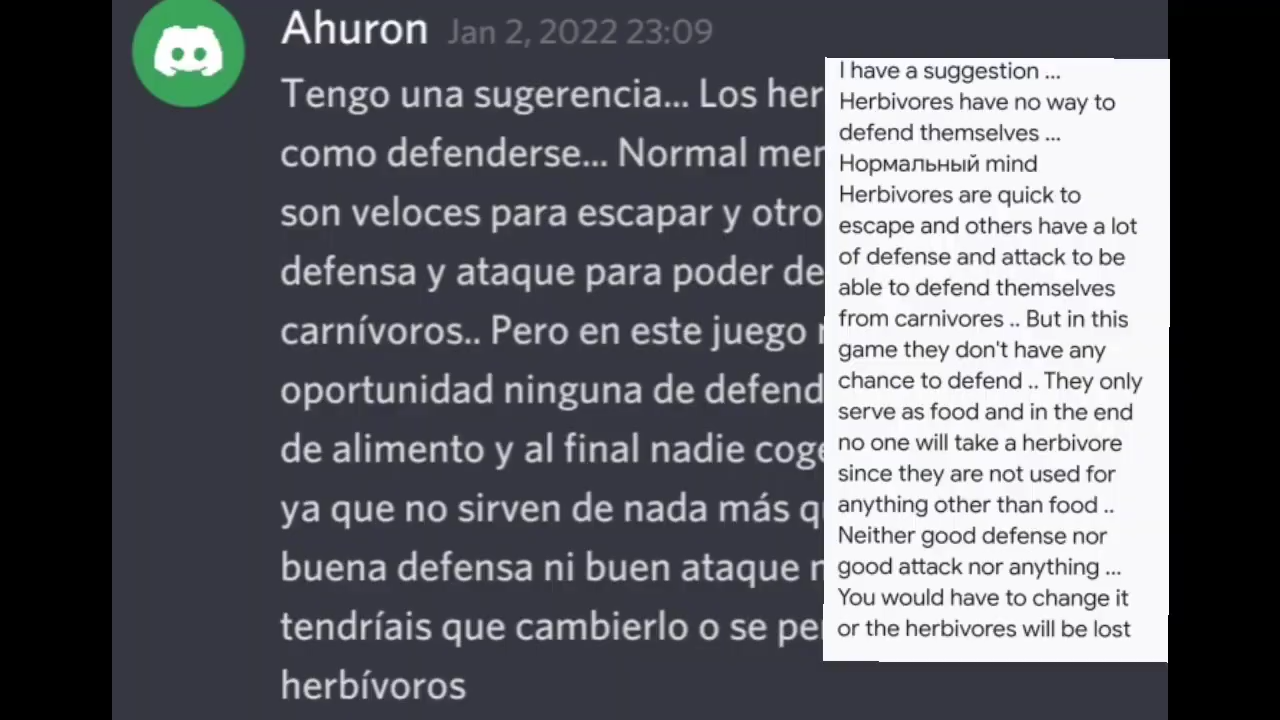 Ahuron Jan 2, 2022 23:09
Tengo una sugerencia... Los her
como defenderse... Normal mer
son veloces para escapar y otro
defensa y ataque para poder de
carnívoros.. Pero en este juego
oportunidad ninguna de defend
de alimento y al final nadie coge
ya que no sirven de nada más q
buena defensa ni buen ataque
tendríais que cambierlo o se pe
herbívoros
I have a suggestion ...
Herbivores have no way to
defend themselves ...
Нормальный mind
Herbivores are quick to
escape and others have a lot
of defense and attack to be
able to defend themselves
from carnivores .. But in this
game they don't have any
chance to defend .. They only
serve as food and in the end
no one will take a herbivore
since they are not used for
anything other than food ..
Neither good defense nor
good attack nor anything ...
You would have to change it
or the herbivores will be lost